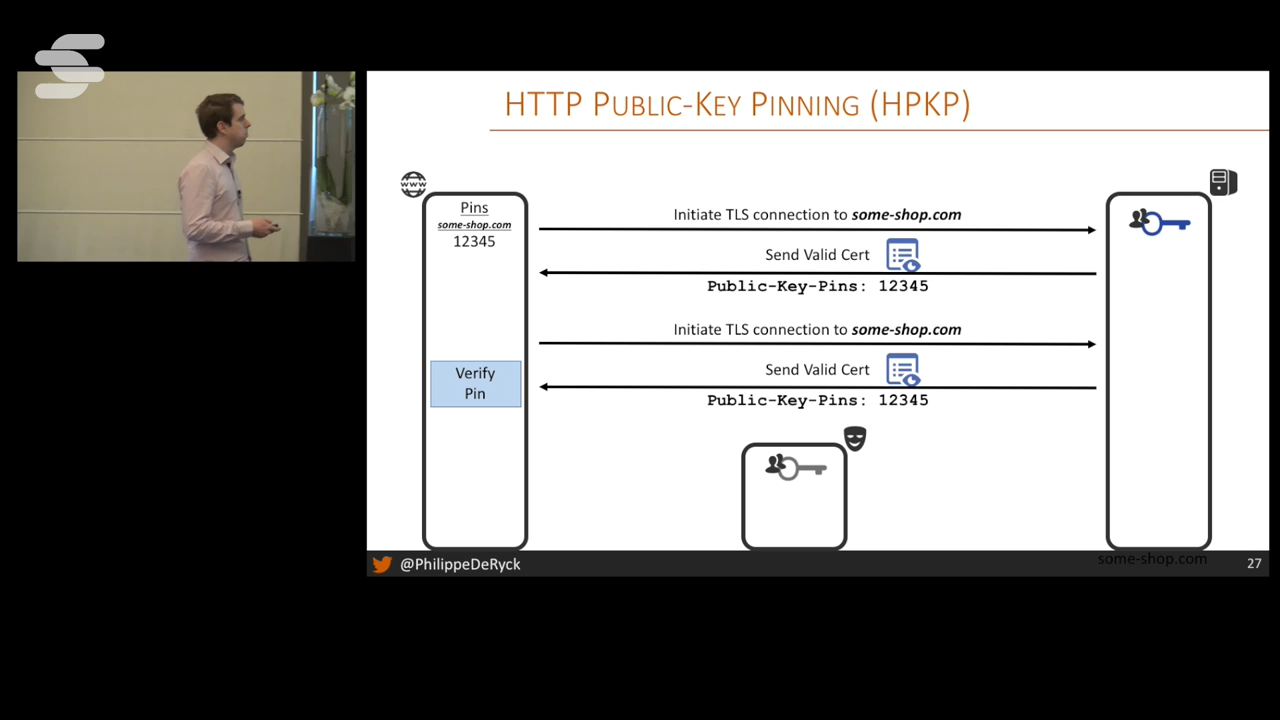 HTTP PUBLIC-KEY PINNING (HPKP)
www
Pins
some-shop.com
12345
Initiate TLS connection to some-shop.com
Send Valid Cert
Public-Key-Pins: 12345
Initiate TLS connection to some-shop.com
Send Valid Cert
Public-Key-Pins: 12345
Verify
Pin
some-shop.com
@PhilippeDeRyck
27